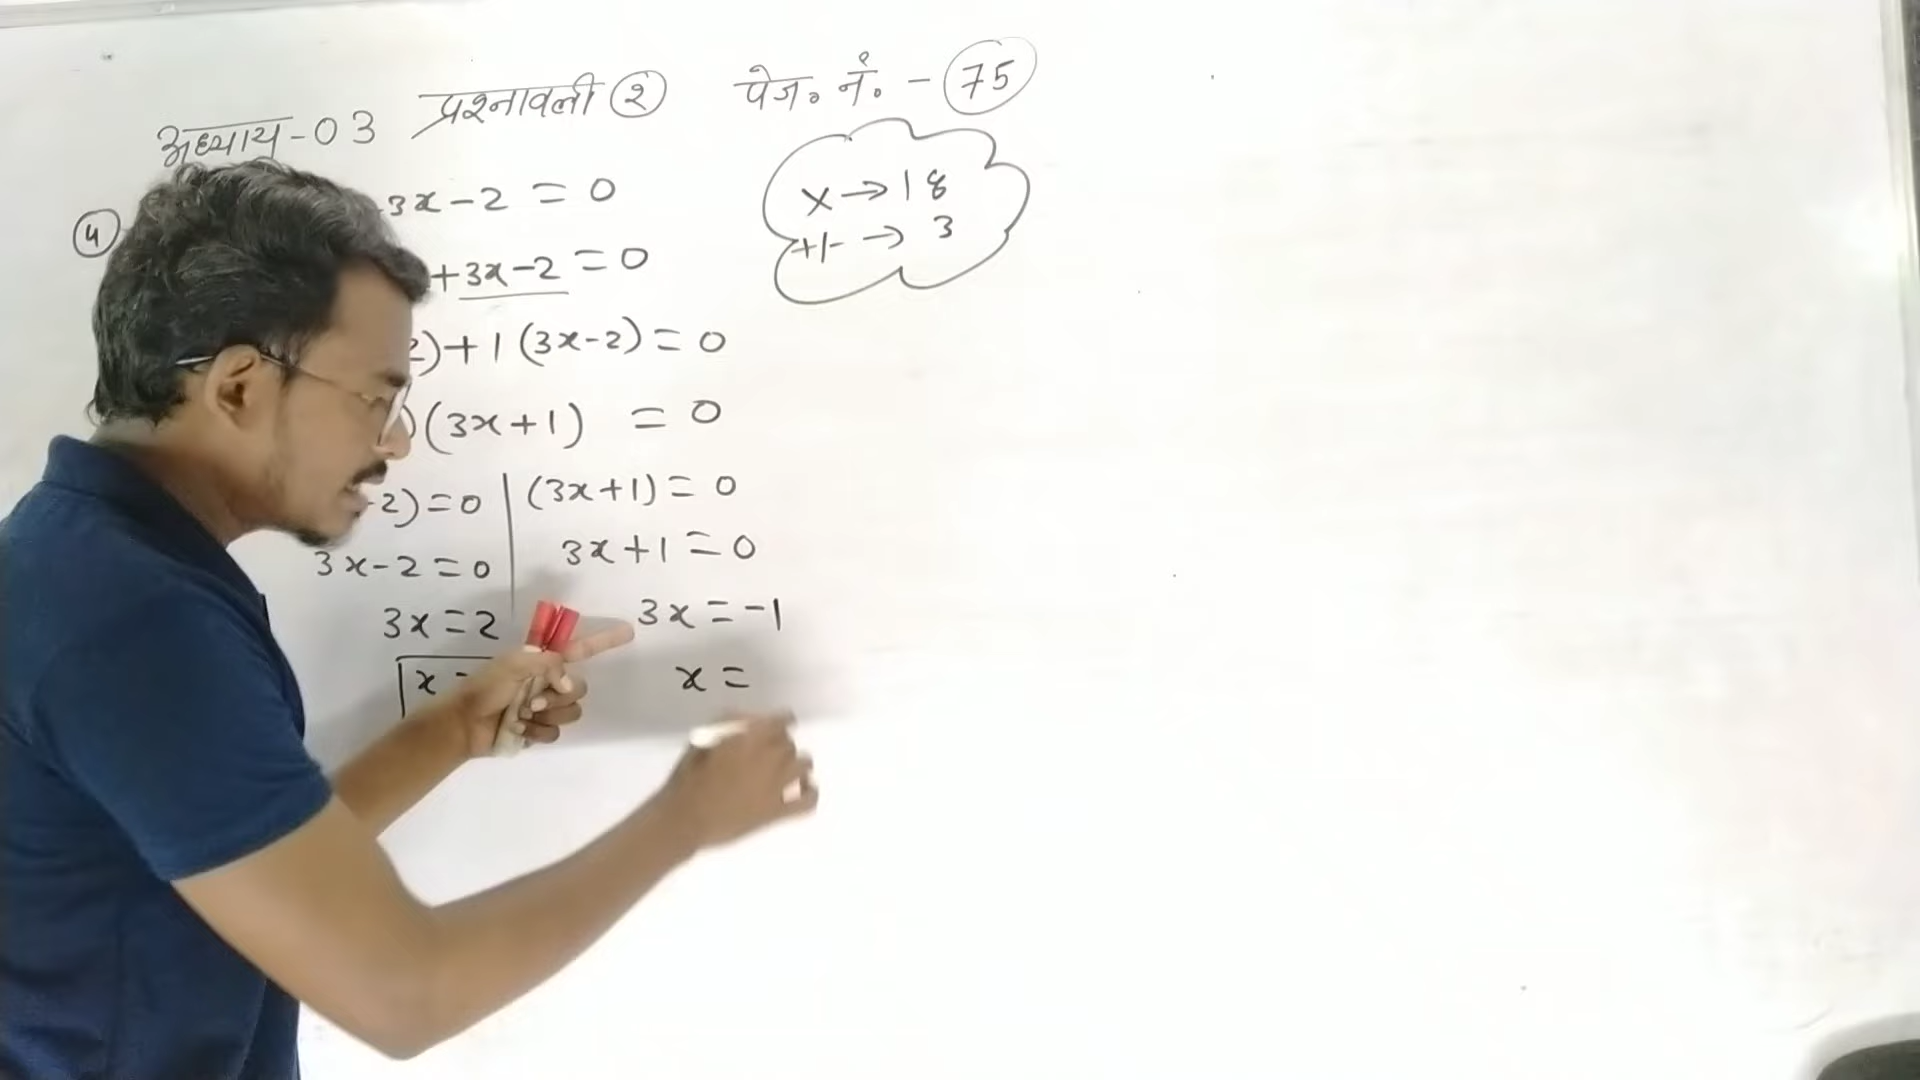 अध्याय-03 प्रश्नावली २ पेज॰ नं॰ - 75
4
3x-2 = 0
x → 18
+/- → 3
+3x-2 = 0
2)+1(3x-2) = 0
)(3x+1) = 0
-2)=0 | (3x+1) = 0
3x-2=0 3x+1=0
3x=2 3x=-1
x = x =